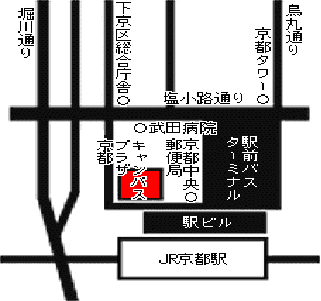 堀川通り
下京区総合庁舎○
烏丸通り
京都タワー○
塩小路通り
○武田病院
京都
キャンパス
プラザ
京都中央○
郵便局
駅前バス
ターミナル
駅ビル
JR京都駅